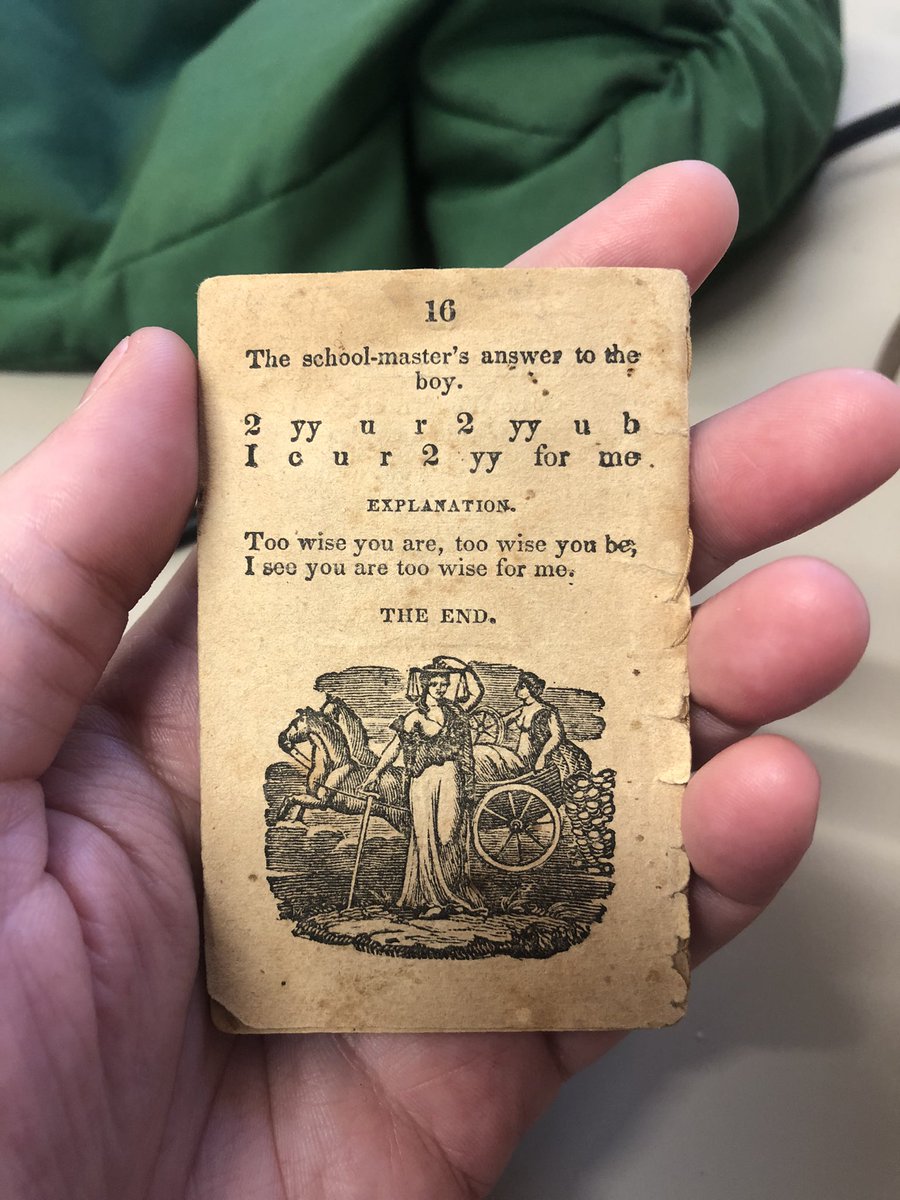 16
The school-master's answer to the
boy.
2 yy u r 2 yy u b
I c u r 2 yy for me.
EXPLANATION.
Too wise you are, too wise you be,
I see you are too wise for me.
THE END.